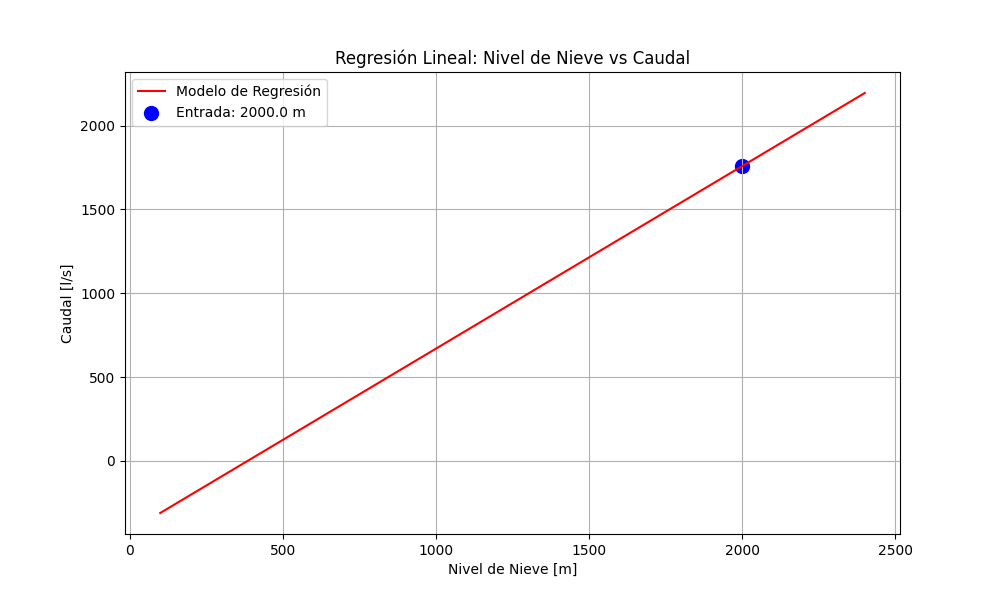 Regresión Lineal: Nivel de Nieve vs Caudal
Modelo de Regresión
Entrada: 2000.0 m
2000
1500
1000
500
0
Caudal [l/s]
0 500 1000 1500 2000 2500
Nivel de Nieve [m]